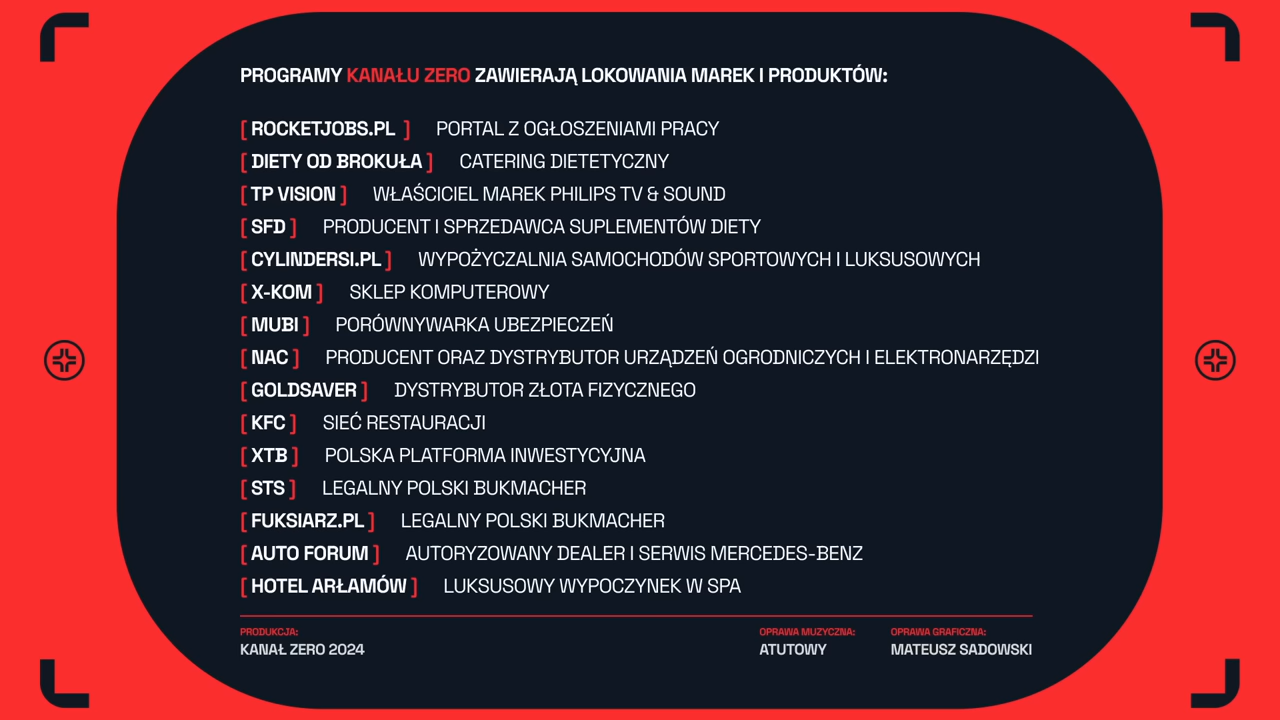 PROGRAMY KANAŁU ZERO ZAWIERAJĄ LOKOWANIA MAREK I PRODUKTÓW:
[ ROCKETJOBS.PL ] PORTAL Z OGŁOSZENIAMI PRACY
[ DIETY OD BROKUŁA ] CATERING DIETETYCZNY
[ TP VISION ] WŁAŚCICIEL MAREK PHILIPS TV & SOUND
[ SFD ] PRODUCENT I SPRZEDAWCA SUPLEMENTÓW DIETY
[ CYLINDERSI.PL ] WYPOŻYCZALNIA SAMOCHODÓW SPORTOWYCH I LUKSUSOWYCH
[ X-KOM ] SKLEP KOMPUTEROWY
[ MUBI ] PORÓWNYWARKA UBEZPIECZEŃ
[ NAC ] PRODUCENT ORAZ DYSTRYBUTOR URZĄDZEŃ OGRODNICZYCH I ELEKTRONARZĘDZI
[ GOLDSAVER ] DYSTRYBUTOR ZŁOTA FIZYCZNEGO
[ KFC ] SIEĆ RESTAURACJI
[ XTB ] POLSKA PLATFORMA INWESTYCYJNA
[ STS ] LEGALNY POLSKI BUKMACHER
[ FUKSIARZ.PL ] LEGALNY POLSKI BUKMACHER
[ AUTO FORUM ] AUTORYZOWANY DEALER I SERWIS MERCEDES-BENZ
[ HOTEL ARŁAMÓW ] LUKSUSOWY WYPOCZYNEK W SPA
PRODUKCJA: OPRAWA MUZYCZNA: OPRAWA GRAFICZNA:
KANAŁ ZERO 2024 ATUTOWY MATEUSZ SADOWSKI